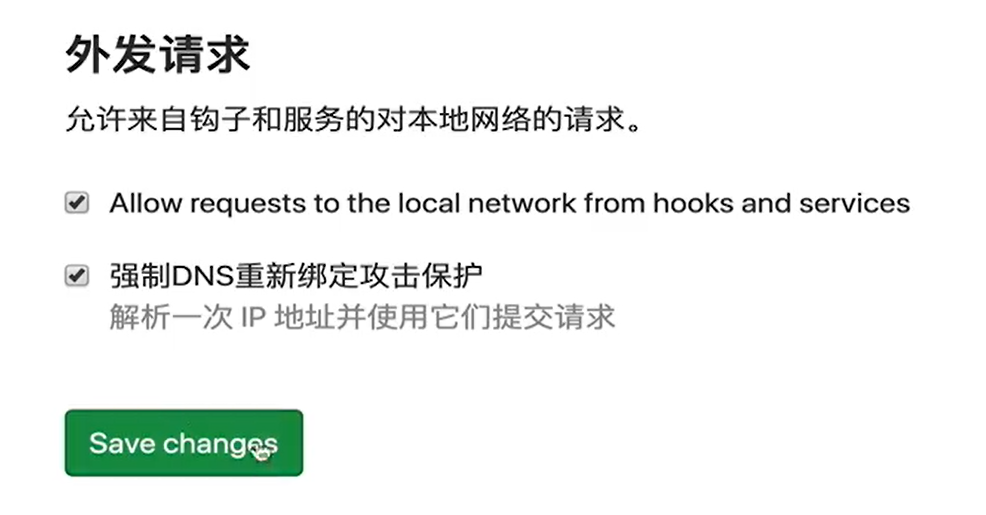 外发请求
允许来自钩子和服务的对本地网络的请求。
Allow requests to the local network from hooks and services
强制DNS重新绑定攻击保护
解析一次 IP 地址并使用它们提交请求
Save changes